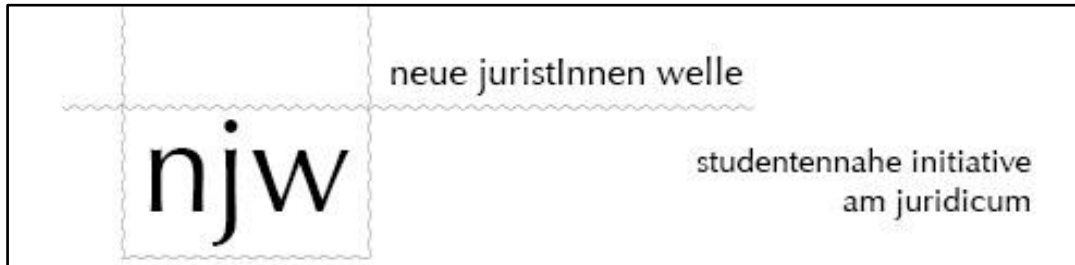 neue juristInnen welle
njw
studentennahe initiative
am juridicum